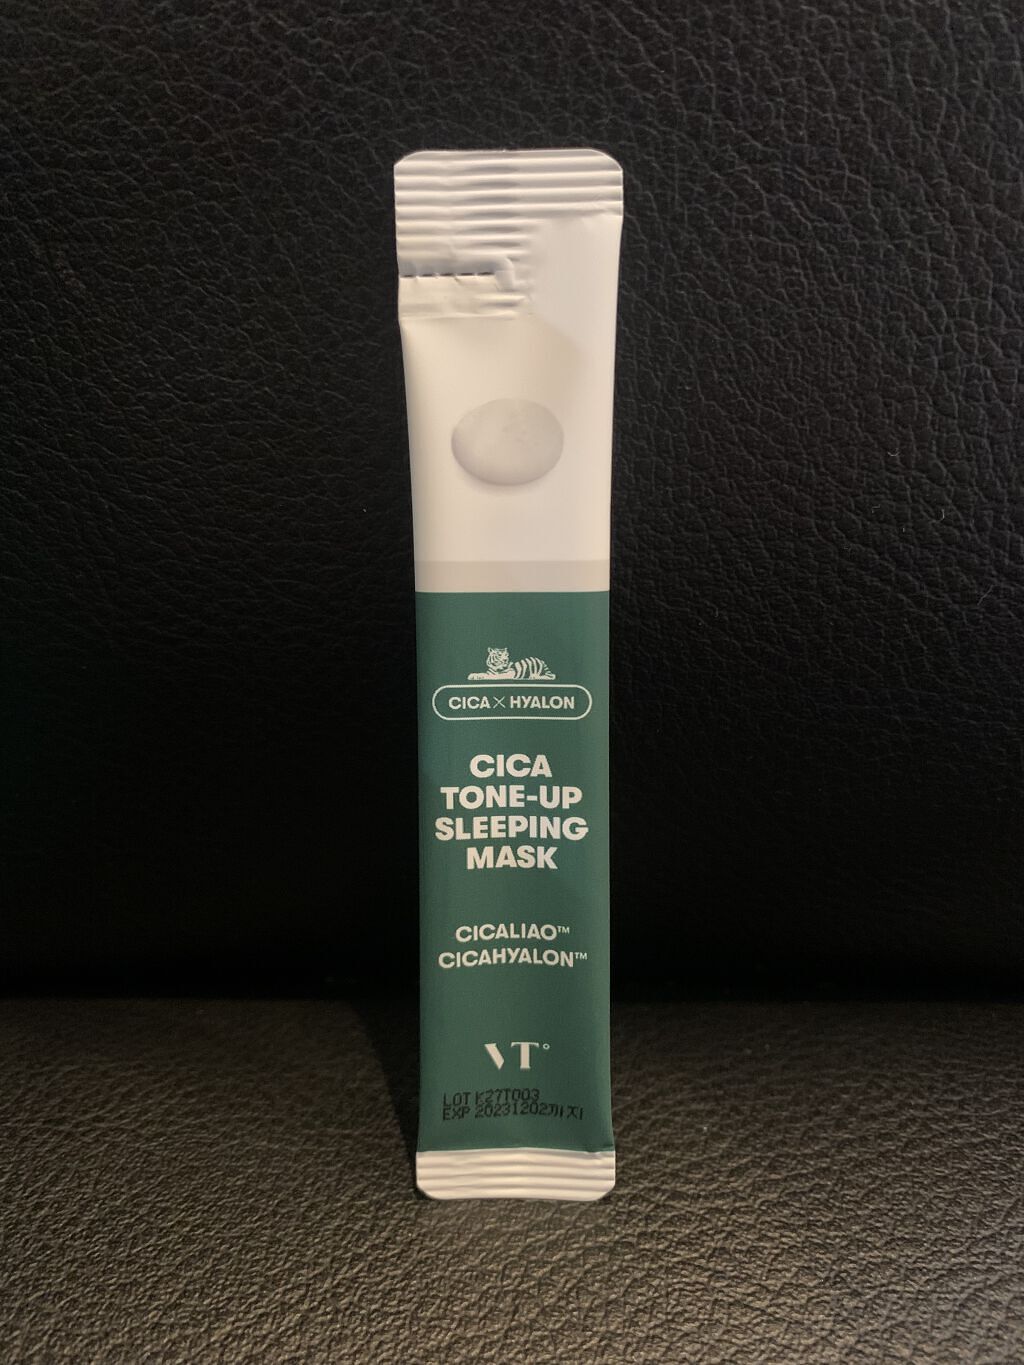 CICA×HYALON
CICA
TONE-UP
SLEEPING
MASK
CICALIAO™
CICAHYALON™
VT°
LOT K27T003
EXP 20231202까지